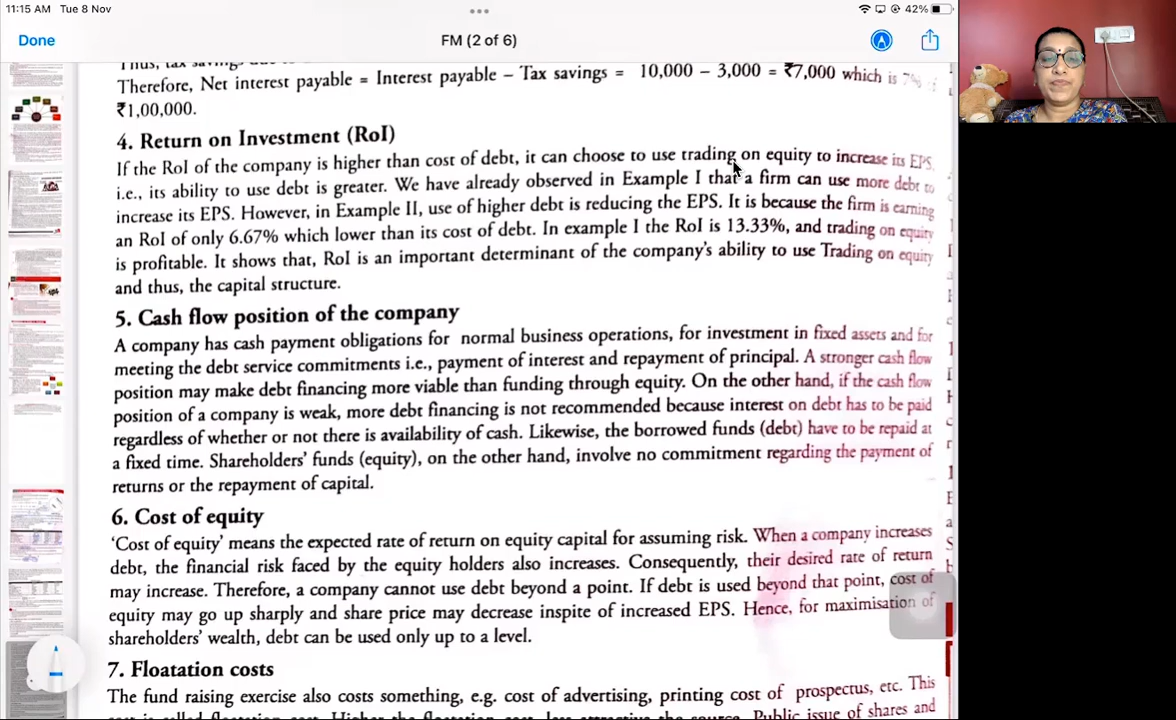 11:15 AM Tue 8 Nov
42%
Done
FM (2 of 6)
Thus, tax savings
Therefore, Net interest payable = Interest payable – Tax savings = 10,000 – 3,000 = ₹7,000 which is 7%
₹1,00,000.
4. Return on Investment (RoI)
If the RoI of the company is higher than cost of debt, it can choose to use trading on equity to increase its EPS,
i.e., its ability to use debt is greater. We have already observed in Example I that a firm can use more debt to
increase its EPS. However, in Example II, use of higher debt is reducing the EPS. It is because the firm is earning
an RoI of only 6.67% which lower than its cost of debt. In example I the RoI is 13.33%, and trading on equity
is profitable. It shows that, RoI is an important determinant of the company's ability to use Trading on equity
and thus, the capital structure.
5. Cash flow position of the company
A company has cash payment obligations for normal business operations, for investment in fixed assets and for
meeting the debt service commitments i.e., payment of interest and repayment of principal. A stronger cash flow
position may make debt financing more viable than funding through equity. On the other hand, if the cash flow
position of a company is weak, more debt financing is not recommended because interest on debt has to be paid
regardless of whether or not there is availability of cash. Likewise, the borrowed funds (debt) have to be repaid at
a fixed time. Shareholders' funds (equity), on the other hand, involve no commitment regarding the payment of
returns or the repayment of capital.
6. Cost of equity
'Cost of equity' means the expected rate of return on equity capital for assuming risk. When a company increases
debt, the financial risk faced by the equity holders also increases. Consequently, their desired rate of return
may increase. Therefore, a company cannot use debt beyond a point. If debt is used beyond that point, cost of
equity may go up sharply and share price may decrease inspite of increased EPS. Hence, for maximisation of
shareholders' wealth, debt can be used only up to a level.
7. Floatation costs
The fund raising exercise also costs something, e.g. cost of advertising, printing cost of prospectus, etc. This
Public issue of shares and